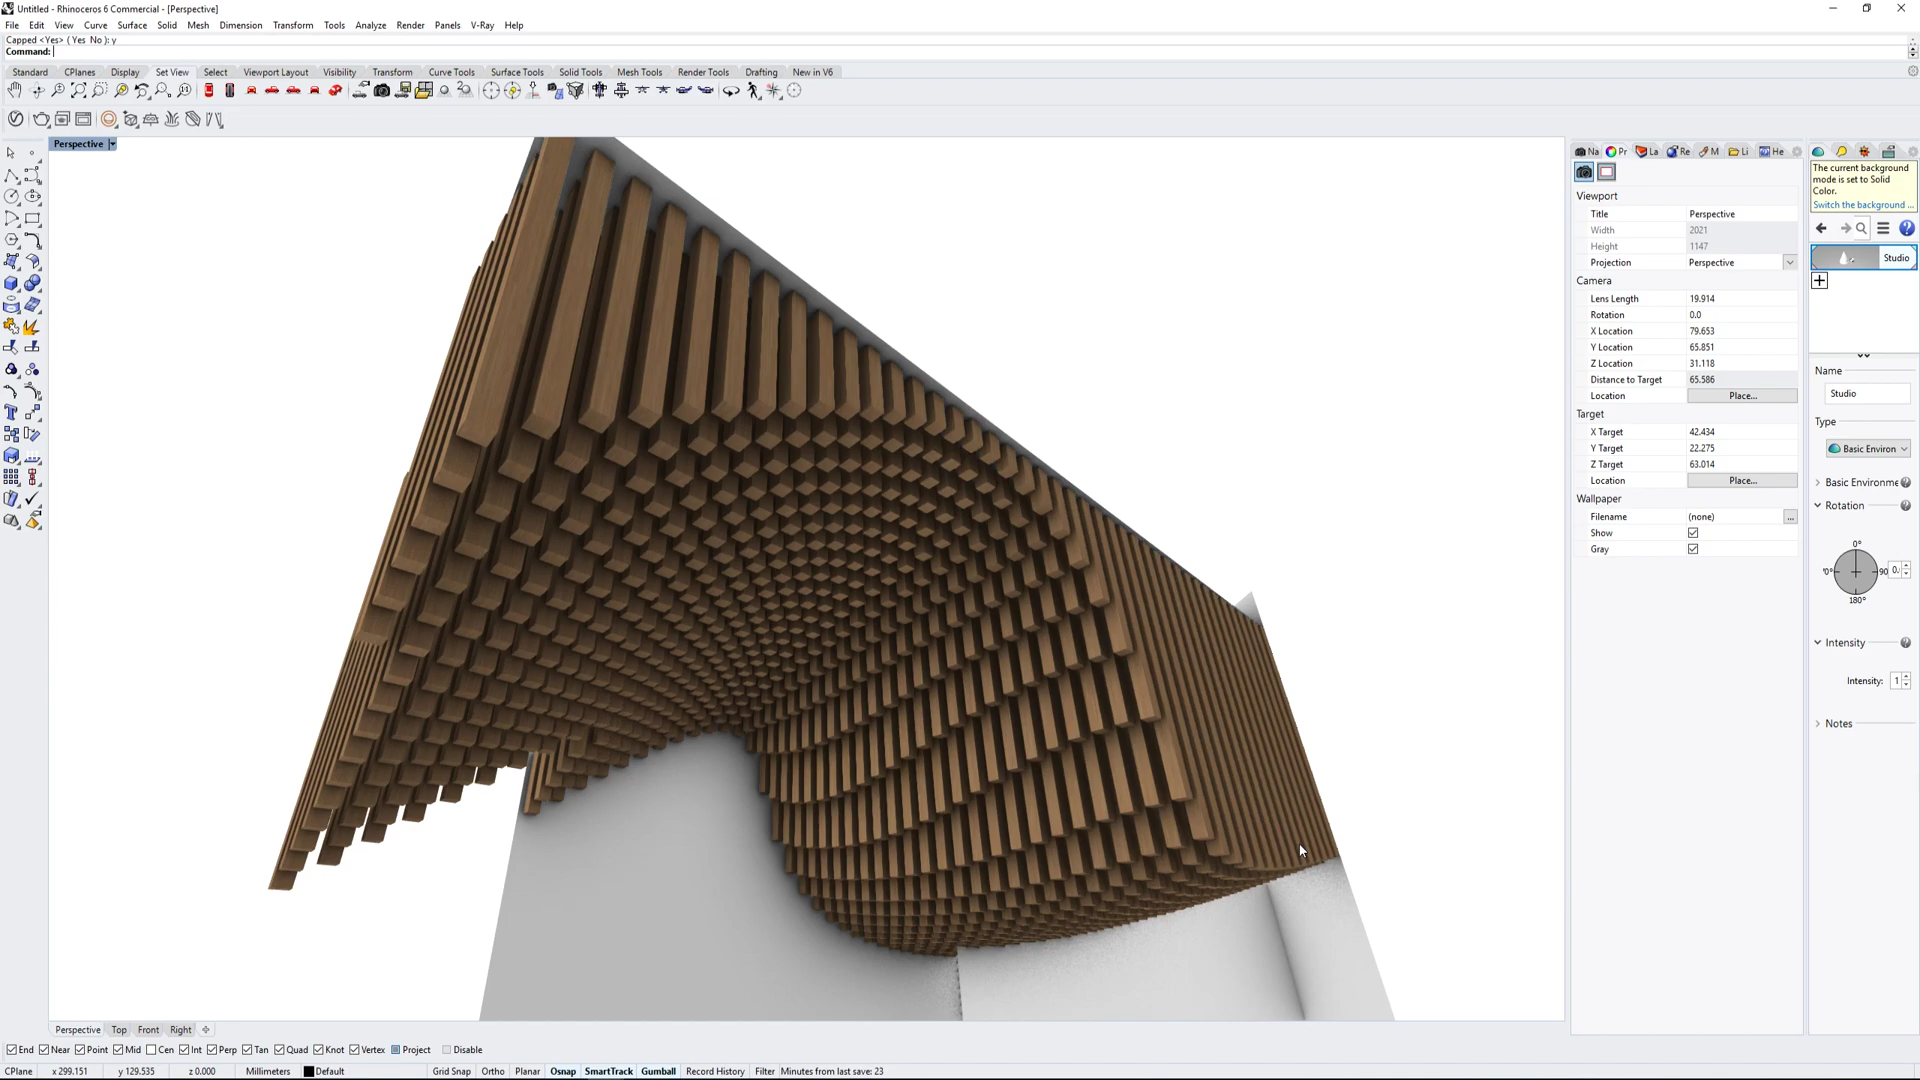 Untitled - Rhinoceros 6 Commercial - [Perspective]
File Edit View Curve Surface Solid Mesh Dimension Transform Tools Analyze Render Panels V-Ray Help
Capped <Yes> ( Yes No ): y
Command:
Standard CPlanes Display Set View Select Viewport Layout Visibility Transform Curve Tools Surface Tools Solid Tools Mesh Tools Render Tools Drafting New in V6
Perspective
Na Pr La Re M Li He
The current background
mode is set to Solid
Color.
Switch the background ...
Viewport
Title Perspective
Width 2021
Height 1147
Projection Perspective
Camera
Lens Length 19.914
Rotation 0.0
X Location 79.653
Y Location 65.851
Z Location 31.118
Distance to Target 65.586
Location Place...
Target
X Target 42.434
Y Target 22.275
Z Target 63.014
Location Place...
Wallpaper
Filename (none) ...
Show
Gray
Studio
Name
Studio
Type
Basic Environ
Basic Environme
Rotation
0°
'0° 90 0.
180°
Intensity
Intensity: 1
Notes
Perspective Top Front Right
End Near Point Mid Cen Int Perp Tan Quad Knot Vertex Project Disable
CPlane x 299.151 y 129.535 z 0.000 Millimeters Default Grid Snap Ortho Planar Osnap SmartTrack Gumball Record History Filter Minutes from last save: 23